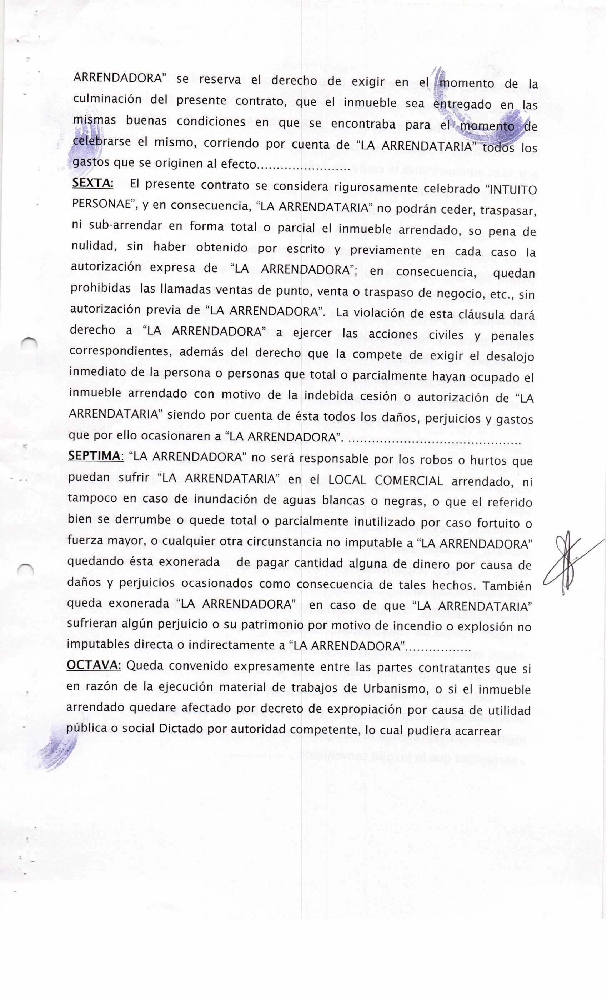 ARRENDADORA” se reserva el derecho de exigir en el momento de la
culminación del presente contrato, que el inmueble sea entregado en las
mismas buenas condiciones en que se encontraba para el momento de
celebrarse el mismo, corriendo por cuenta de “LA ARRENDATARIA” todos los
gastos que se originen al efecto........................
SEXTA: El presente contrato se considera rigurosamente celebrado “INTUITO
PERSONAE”, y en consecuencia, “LA ARRENDATARIA” no podrán ceder, traspasar,
ni sub-arrendar en forma total o parcial el inmueble arrendado, so pena de
nulidad, sin haber obtenido por escrito y previamente en cada caso la
autorización expresa de “LA ARRENDADORA”; en consecuencia, quedan
prohibidas las llamadas ventas de punto, venta o traspaso de negocio, etc., sin
autorización previa de “LA ARRENDADORA”. La violación de esta cláusula dará
derecho a “LA ARRENDADORA” a ejercer las acciones civiles y penales
correspondientes, además del derecho que la compete de exigir el desalojo
inmediato de la persona o personas que total o parcialmente hayan ocupado el
inmueble arrendado con motivo de la indebida cesión o autorización de “LA
ARRENDATARIA” siendo por cuenta de ésta todos los daños, perjuicios y gastos
que por ello ocasionaren a “LA ARRENDADORA”. ............................................
SEPTIMA: “LA ARRENDADORA” no será responsable por los robos o hurtos que
puedan sufrir “LA ARRENDATARIA” en el LOCAL COMERCIAL arrendado, ni
tampoco en caso de inundación de aguas blancas o negras, o que el referido
bien se derrumbe o quede total o parcialmente inutilizado por caso fortuito o
fuerza mayor, o cualquier otra circunstancia no imputable a “LA ARRENDADORA”
quedando ésta exonerada de pagar cantidad alguna de dinero por causa de
daños y perjuicios ocasionados como consecuencia de tales hechos. También
queda exonerada “LA ARRENDADORA” en caso de que “LA ARRENDATARIA”
sufrieran algún perjuicio o su patrimonio por motivo de incendio o explosión no
imputables directa o indirectamente a “LA ARRENDADORA”.................
OCTAVA: Queda convenido expresamente entre las partes contratantes que si
en razón de la ejecución material de trabajos de Urbanismo, o si el inmueble
arrendado quedare afectado por decreto de expropiación por causa de utilidad
pública o social Dictado por autoridad competente, lo cual pudiera acarrear